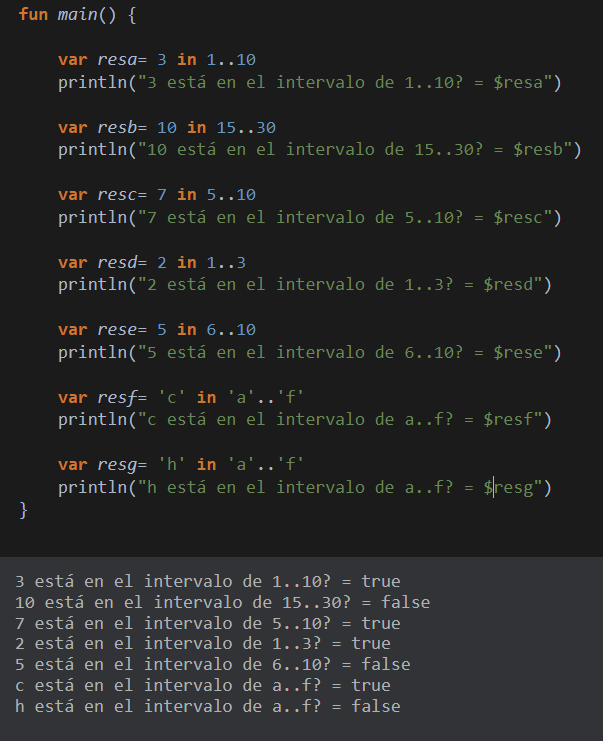 fun main() {
var resa= 3 in 1..10
println("3 está en el intervalo de 1..10? = $resa")
var resb= 10 in 15..30
println("10 está en el intervalo de 15..30? = $resb")
var resc= 7 in 5..10
println("7 está en el intervalo de 5..10? = $resc")
var resd= 2 in 1..3
println("2 está en el intervalo de 1..3? = $resd")
var rese= 5 in 6..10
println("5 está en el intervalo de 6..10? = $rese")
var resf= 'c' in 'a'..'f'
println("c está en el intervalo de a..f? = $resf")
var resg= 'h' in 'a'..'f'
println("h está en el intervalo de a..f? = $resg")
}
3 está en el intervalo de 1..10? = true
10 está en el intervalo de 15..30? = false
7 está en el intervalo de 5..10? = true
2 está en el intervalo de 1..3? = true
5 está en el intervalo de 6..10? = false
c está en el intervalo de a..f? = true
h está en el intervalo de a..f? = false